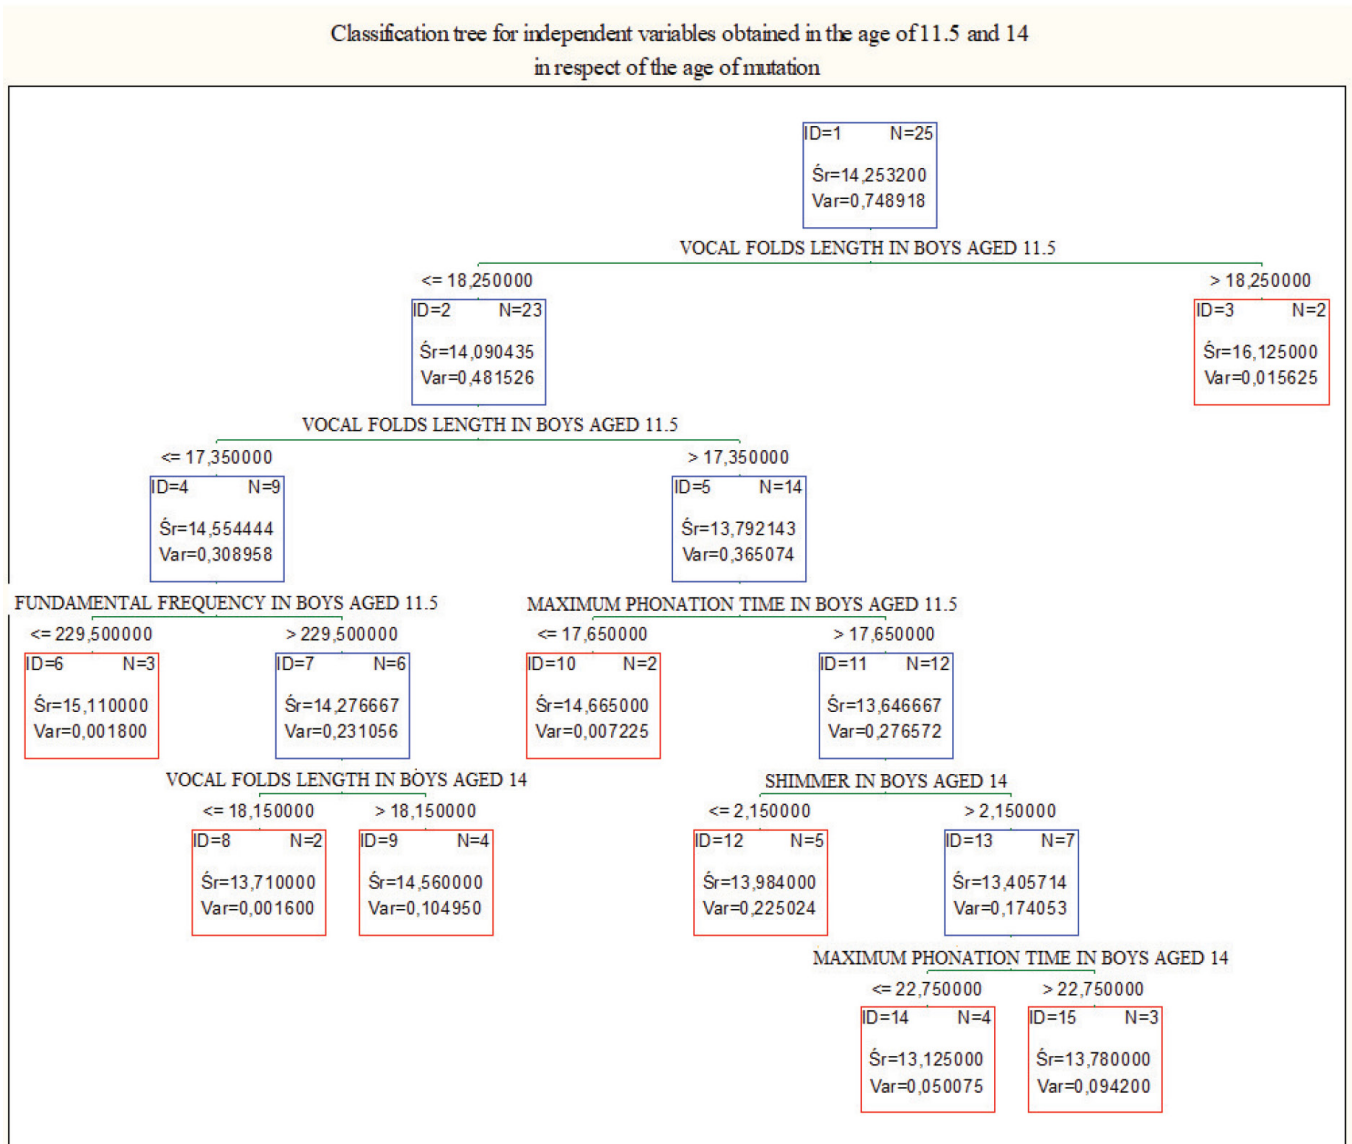 Classification tree for independent variables obtained in the age of 11.5 and 14
in respect of the age of mutation
ID=1 N=25
Śr=14,253200
Var=0,748918
VOCAL FOLDS LENGTH IN BOYS AGED 11.5
<= 18,250000 > 18,250000
ID=2 N=23 ID=3 N=2
Śr=14,090435 Śr=16,125000
Var=0,481526 Var=0,015625
VOCAL FOLDS LENGTH IN BOYS AGED 11.5
<= 17,350000 > 17,350000
ID=4 N=9 ID=5 N=14
Śr=14,554444 Śr=13,792143
Var=0,308958 Var=0,365074
FUNDAMENTAL FREQUENCY IN BOYS AGED 11.5 MAXIMUM PHONATION TIME IN BOYS AGED 11.5
<= 229,500000 > 229,500000 <= 17,650000 > 17,650000
ID=6 N=3 ID=7 N=6 ID=10 N=2 ID=11 N=12
Śr=15,110000 Śr=14,276667 Śr=14,665000 Śr=13,646667
Var=0,001800 Var=0,231056 Var=0,007225 Var=0,276572
VOCAL FOLDS LENGTH IN BOYS AGED 14 SHIMMER IN BOYS AGED 14
<= 18,150000 > 18,150000 <= 2,150000 > 2,150000
ID=8 N=2 ID=9 N=4 ID=12 N=5 ID=13 N=7
Śr=13,710000 Śr=14,560000 Śr=13,984000 Śr=13,405714
Var=0,001600 Var=0,104950 Var=0,225024 Var=0,174053
MAXIMUM PHONATION TIME IN BOYS AGED 14
<= 22,750000 > 22,750000
ID=14 N=4 ID=15 N=3
Śr=13,125000 Śr=13,780000
Var=0,050075 Var=0,094200